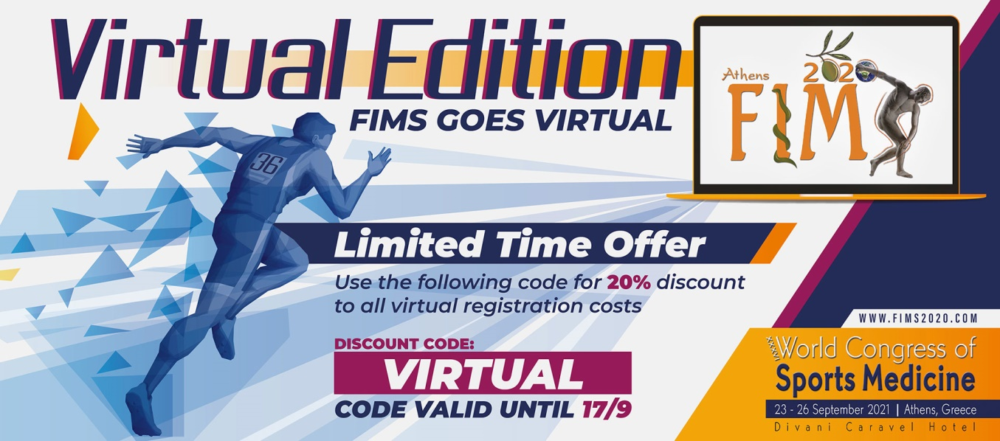 Virtual Edition
FIMS GOES VIRTUAL
Athens 2020
FIMS
36
Limited Time Offer
Use the following code for 20% discount
to all virtual registration costs
DISCOUNT CODE:
VIRTUAL
CODE VALID UNTIL 17/9
WWW.FIMS2020.COM
XXXVI World Congress of
Sports Medicine
23 - 26 September 2021 | Athens, Greece
Divani Caravel Hotel